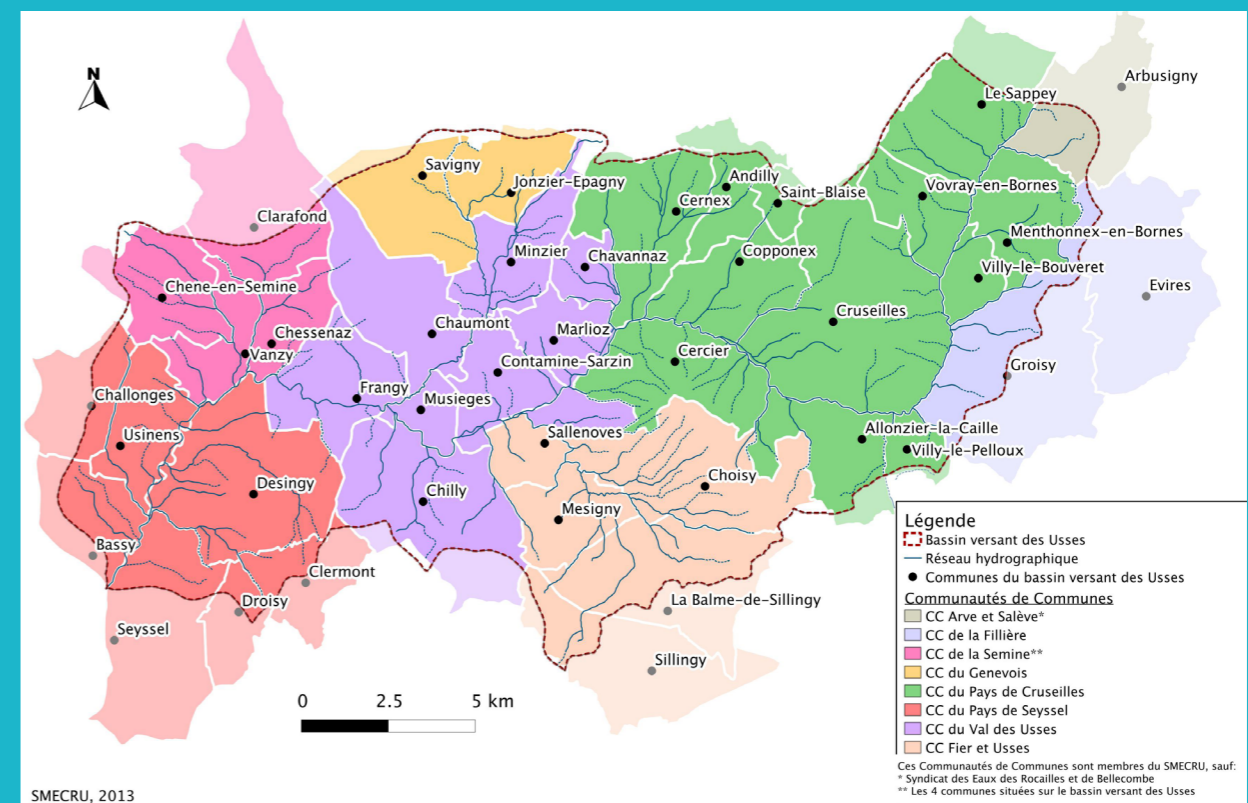 N
Arbusigny
Le Sappey
Savigny
Jonzier-Epagny
Andilly
Cernex
Saint-Blaise
Vovray-en-Bornes
Clarafond
Menthonnex-en-Bornes
Minzier
Chavannaz
Copponex
Villy-le-Bouveret
Evires
Chene-en-Semine
Cruseilles
Chaumont
Marlioz
Chessenaz
Vanzy
Contamine-Sarzin
Cercier
Groisy
Challonges
Frangy
Musieges
Usinens
Sallenoves
Allonzier-la-Caille
Villy-le-Pelloux
Desingy
Chilly
Choisy
Mesigny
Bassy
Clermont
Droisy
La Balme-de-Sillingy
Seyssel
Sillingy
0 2.5 5 km
Légende
Bassin versant des Usses
Réseau hydrographique
Communes du bassin versant des Usses
Communautés de Communes
CC Arve et Salève*
CC de la Fillière
CC de la Semine**
CC du Genevois
CC du Pays de Cruseilles
CC du Pays de Seyssel
CC du Val des Usses
CC Fier et Usses
Ces Communautés de Communes sont membres du SMECRU, sauf:
* Syndicat des Eaux des Rocailles et de Bellecombe
** Les 4 communes situées sur le bassin versant des Usses
SMECRU, 2013